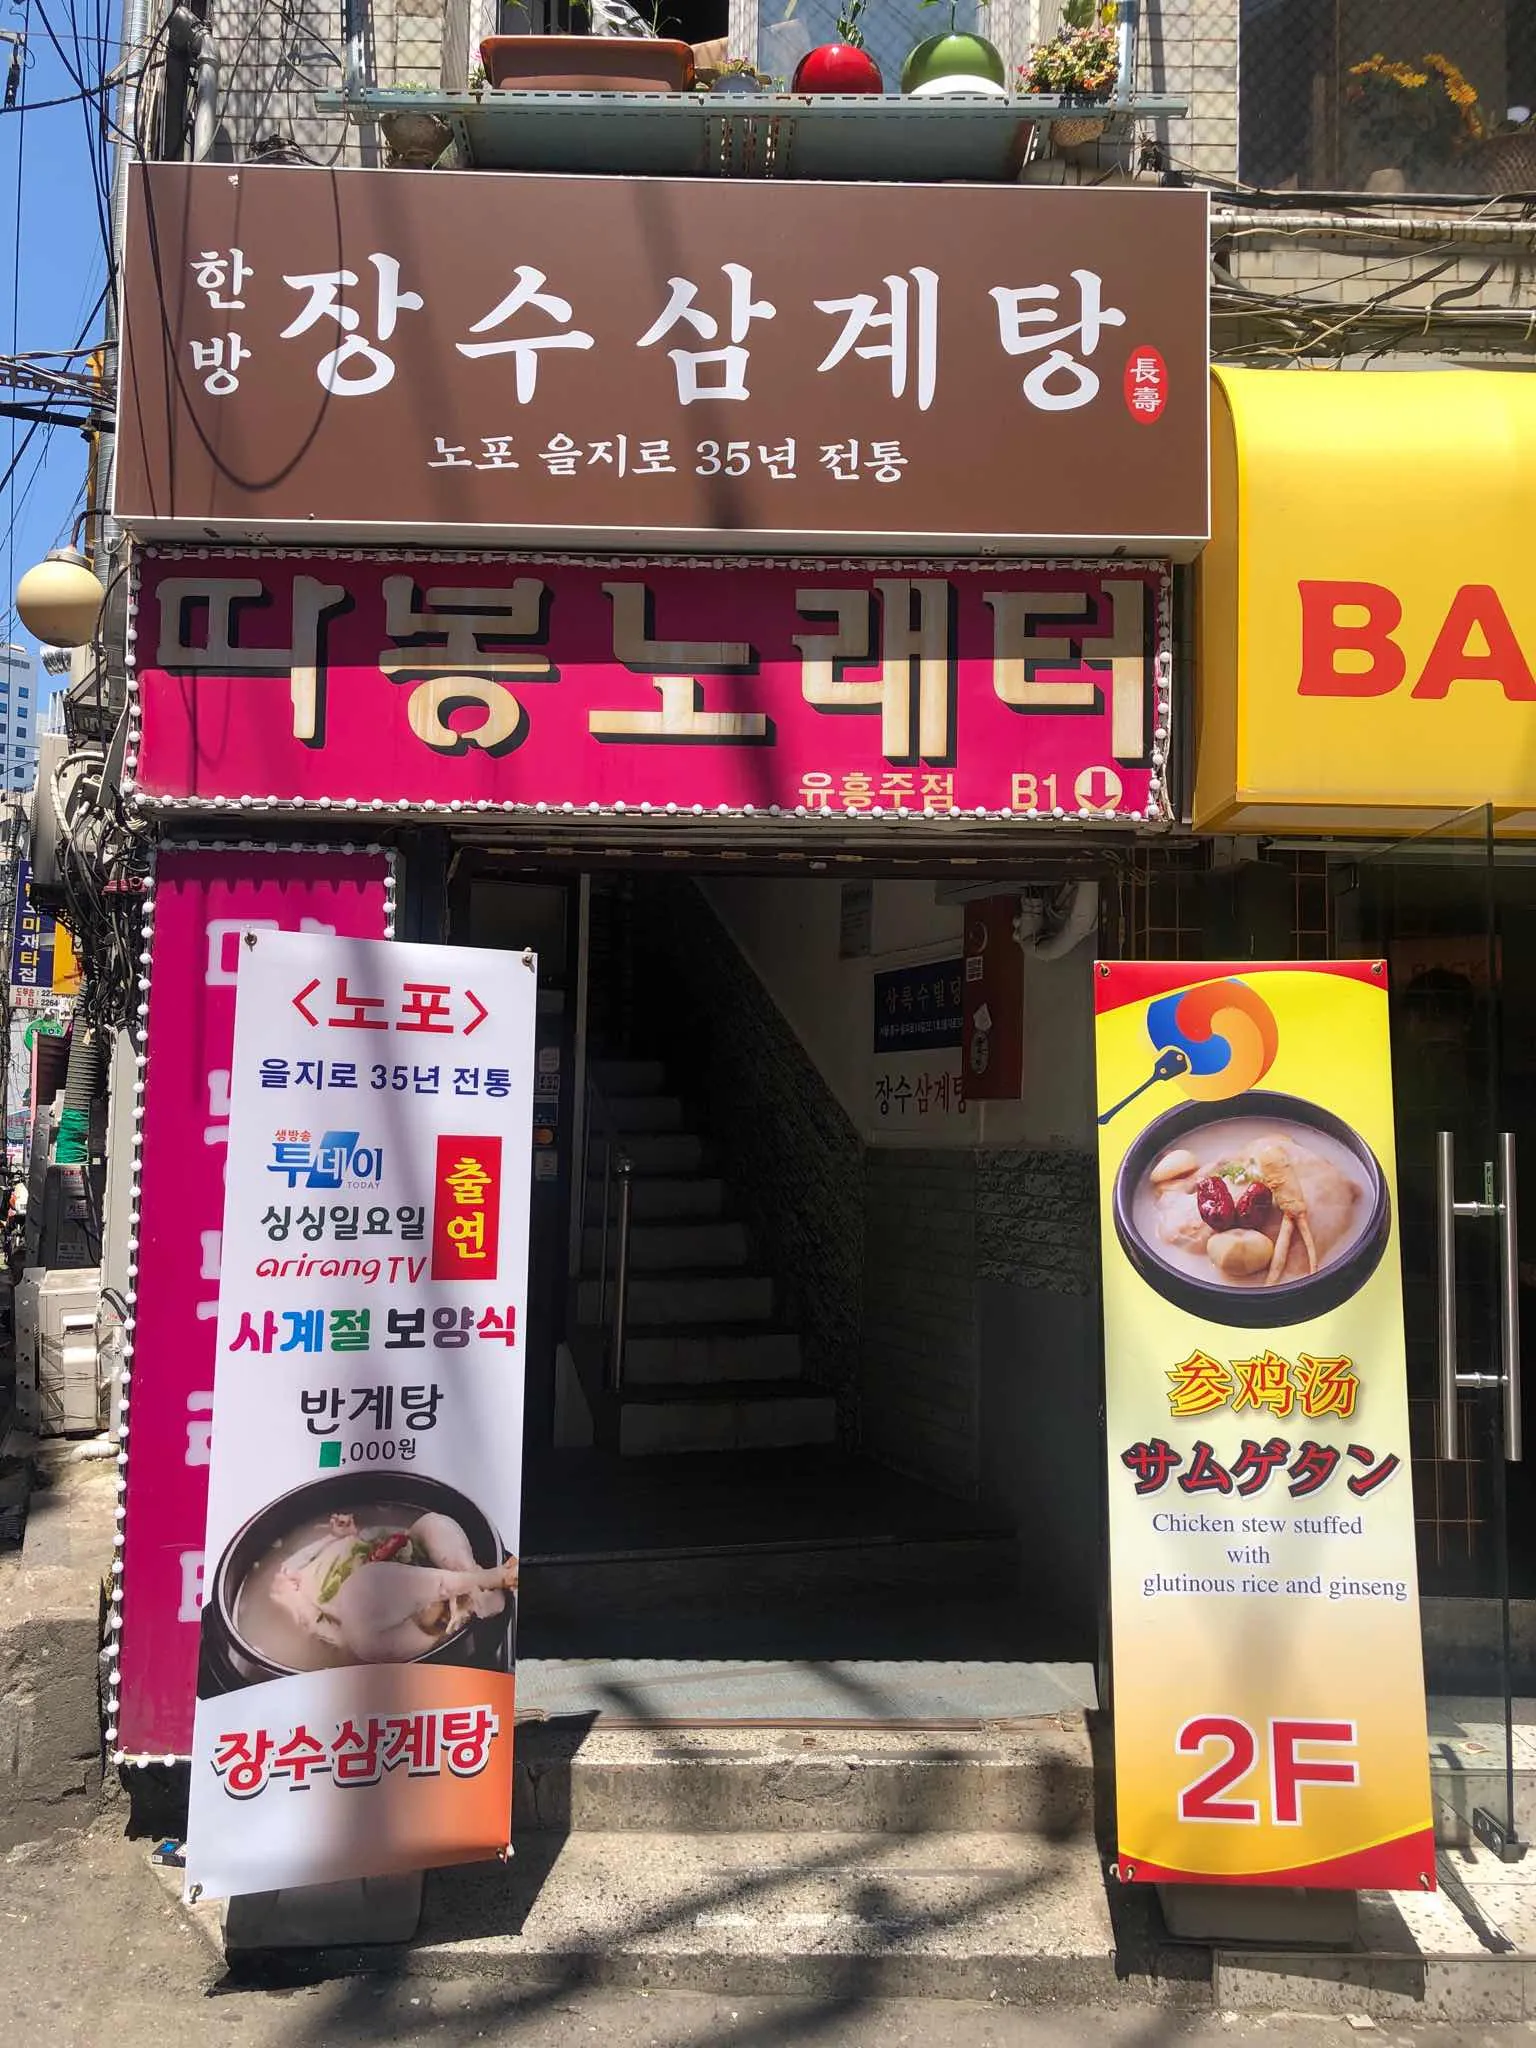 한방 장수삼계탕
長壽
노포 을지로 35년 전통
따봉노래터
유흥주점 B1
BA
<노포>
을지로 35년 전통
생방송
투데이
TODAY
싱싱일요일
arirang TV
출연
사계절 보양식
반계탕
,000원
장수삼계탕
장수삼계탕
参鸡汤
サムゲタン
Chicken stew stuffed
with
glutinous rice and ginseng
2F